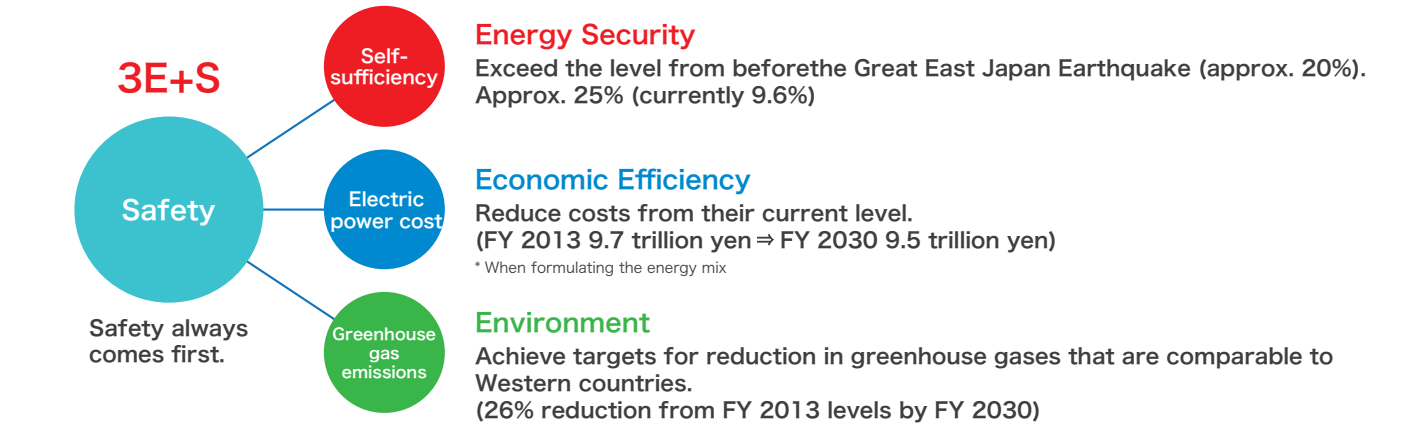 3E+S
Safety
Safety always
comes first.
Self-
sufficiency
Energy Security
Exceed the level from beforethe Great East Japan Earthquake (approx. 20%).
Approx. 25% (currently 9.6%)
Electric
power cost
Economic Efficiency
Reduce costs from their current level.
(FY 2013 9.7 trillion yen⇒FY 2030 9.5 trillion yen)
* When formulating the energy mix
Greenhouse
gas
emissions
Environment
Achieve targets for reduction in greenhouse gases that are comparable to
Western countries.
(26% reduction from FY 2013 levels by FY 2030)